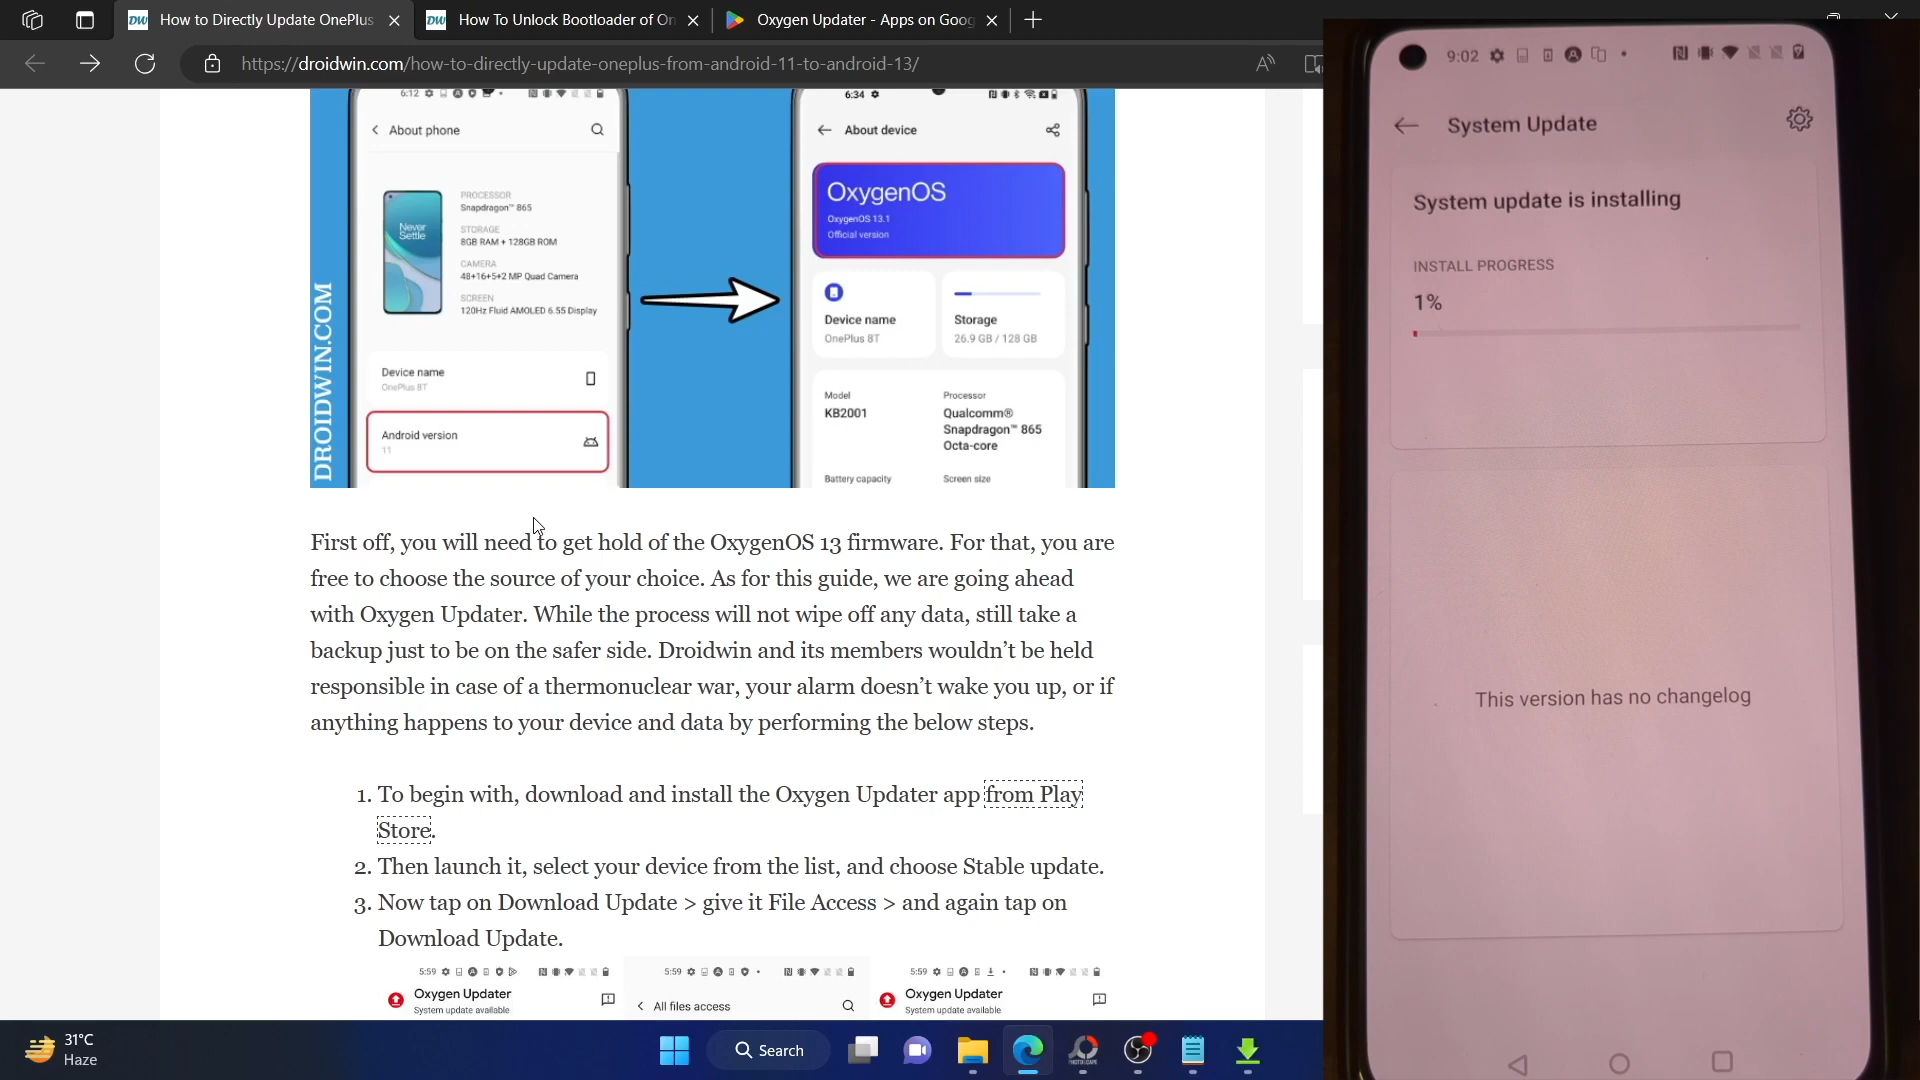 How to Directly Update OnePlus
How To Unlock Bootloader of On
Oxygen Updater - Apps on Goog
https://droidwin.com/how-to-directly-update-oneplus-from-android-11-to-android-13/
6:12
About phone
PROCESSOR
Snapdragon™ 865
STORAGE
8GB RAM + 128GB ROM
CAMERA
48+16+5+2 MP Quad Camera
SCREEN
120Hz Fluid AMOLED 6.55 Display
Never
Settle
Device name
OnePlus 8T
Android version
11
DROIDWIN.COM
6:34
About device
OxygenOS
OxygenOS 13.1
Official version
Device name
OnePlus 8T
Storage
26.9 GB / 128 GB
Model
KB2001
Processor
Qualcomm®
Snapdragon™ 865
Octa-core
Battery capacity
Screen size
First off, you will need to get hold of the OxygenOS 13 firmware. For that, you are
free to choose the source of your choice. As for this guide, we are going ahead
with Oxygen Updater. While the process will not wipe off any data, still take a
backup just to be on the safer side. Droidwin and its members wouldn’t be held
responsible in case of a thermonuclear war, your alarm doesn’t wake you up, or if
anything happens to your device and data by performing the below steps.
1. To begin with, download and install the Oxygen Updater app from Play
Store.
2. Then launch it, select your device from the list, and choose Stable update.
3. Now tap on Download Update > give it File Access > and again tap on
Download Update.
5:59
Oxygen Updater
System update available
5:59
All files access
5:59
Oxygen Updater
System update available
31°C
Haze
Search
9:02
System Update
System update is installing
INSTALL PROGRESS
1%
This version has no changelog